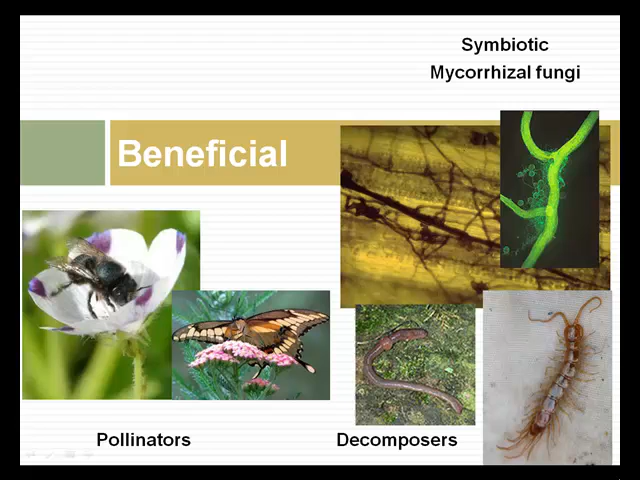 Symbiotic
Mycorrhizal fungi
Beneficial
Pollinators
Decomposers